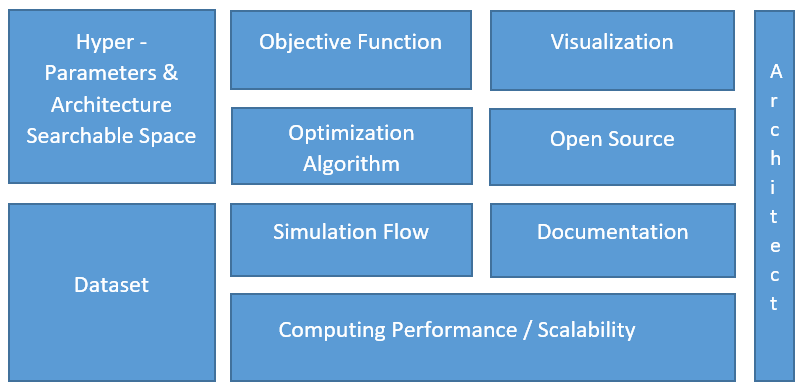 Hyper -
Parameters &
Architecture
Searchable Space
Objective Function
Visualization
Optimization
Algorithm
Open Source
Dataset
Simulation Flow
Documentation
Computing Performance / Scalability
Architect